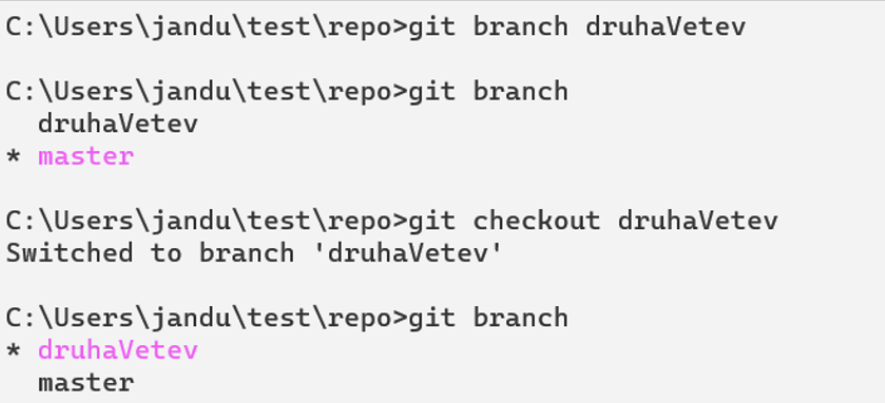 C:\Users\jandu\test\repo>git branch druhaVetev
C:\Users\jandu\test\repo>git branch
  druhaVetev
* master
C:\Users\jandu\test\repo>git checkout druhaVetev
Switched to branch 'druhaVetev'
C:\Users\jandu\test\repo>git branch
* druhaVetev
  master